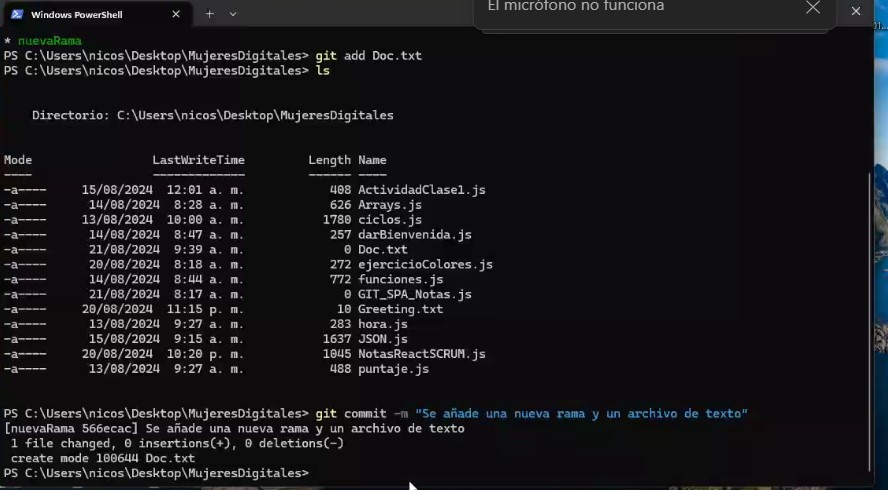 Windows PowerShell
El micrófono no funciona
* nuevaRama
PS C:\Users\nicos\Desktop\MujeresDigitales> git add Doc.txt
PS C:\Users\nicos\Desktop\MujeresDigitales> ls
Directorio: C:\Users\nicos\Desktop\MujeresDigitales
Mode LastWriteTime Length Name
---- ------------- ------ ----
-a---- 15/08/2024 12:01 a. m. 408 ActividadClase1.js
-a---- 14/08/2024 8:28 a. m. 626 Arrays.js
-a---- 13/08/2024 10:00 a. m. 1780 ciclos.js
-a---- 14/08/2024 8:47 a. m. 257 darBienvenida.js
-a---- 21/08/2024 9:39 a. m. 0 Doc.txt
-a---- 20/08/2024 8:18 a. m. 272 ejercicioColores.js
-a---- 14/08/2024 8:44 a. m. 772 funciones.js
-a---- 21/08/2024 8:17 a. m. 0 GIT_SPA_Notas.js
-a---- 20/08/2024 11:15 p. m. 10 Greeting.txt
-a---- 13/08/2024 9:27 a. m. 283 hora.js
-a---- 15/08/2024 9:15 a. m. 1637 JSON.js
-a---- 20/08/2024 10:20 p. m. 1045 NotasReactSCRUM.js
-a---- 13/08/2024 9:27 a. m. 488 puntaje.js
PS C:\Users\nicos\Desktop\MujeresDigitales> git commit -m "Se añade una nueva rama y un archivo de texto"
[nuevaRama 566ecac] Se añade una nueva rama y un archivo de texto
1 file changed, 0 insertions(+), 0 deletions(-)
create mode 100644 Doc.txt
PS C:\Users\nicos\Desktop\MujeresDigitales>